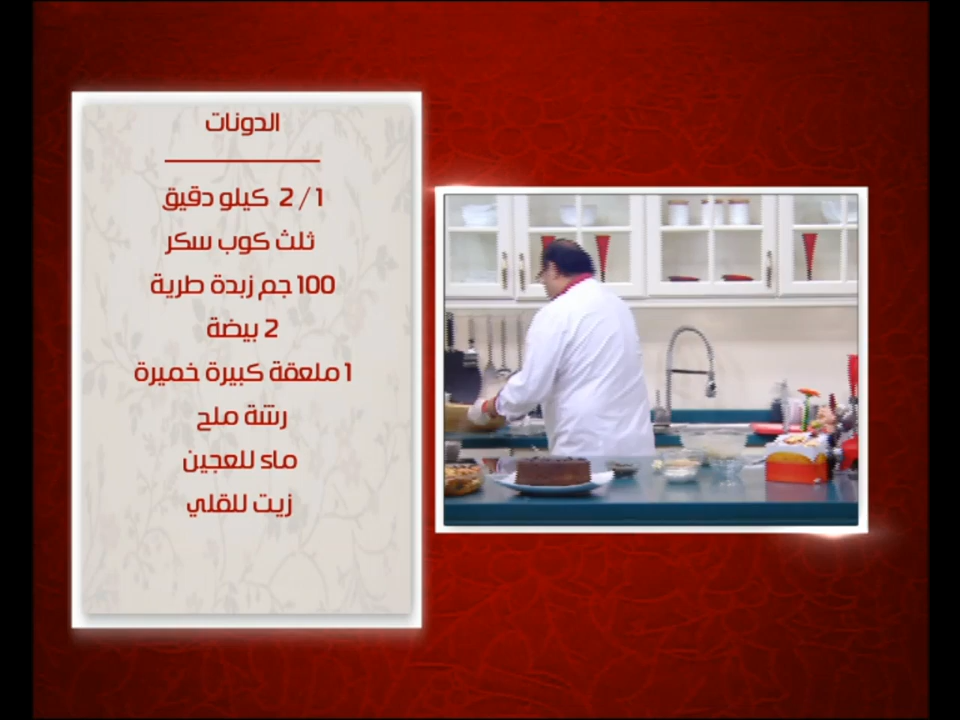 الدونات
1/2 كيلو دقيق
ثلث كوب سكر
100 جم زبدة طرية
2 بيضة
1 ملعقة كبيرة خميرة
رشة ملح
ماء للعجين
زيت للقلي